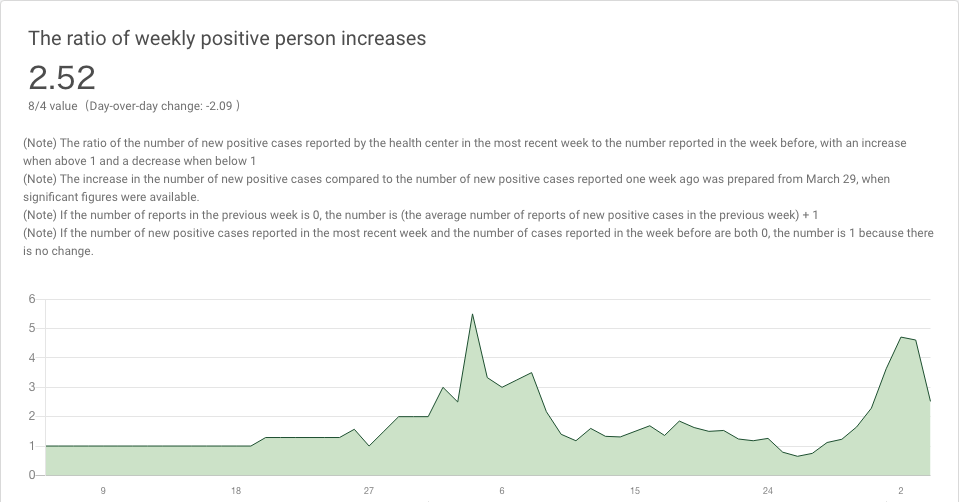 The ratio of weekly positive person increases
2.52
8/4 value （Day-over-day change: -2.09 ）
(Note) The ratio of the number of new positive cases reported by the health center in the most recent week to the number reported in the week before, with an increase
when above 1 and a decrease when below 1
(Note) The increase in the number of new positive cases compared to the number of new positive cases reported one week ago was prepared from March 29, when
significant figures were available.
(Note) If the number of reports in the previous week is 0, the number is (the average number of reports of new positive cases in the previous week) + 1
(Note) If the number of new positive cases reported in the most recent week and the number of cases reported in the week before are both 0, the number is 1 because there
is no change.
6
5
4
3
2
1
0
9 18 27 6 15 24 2